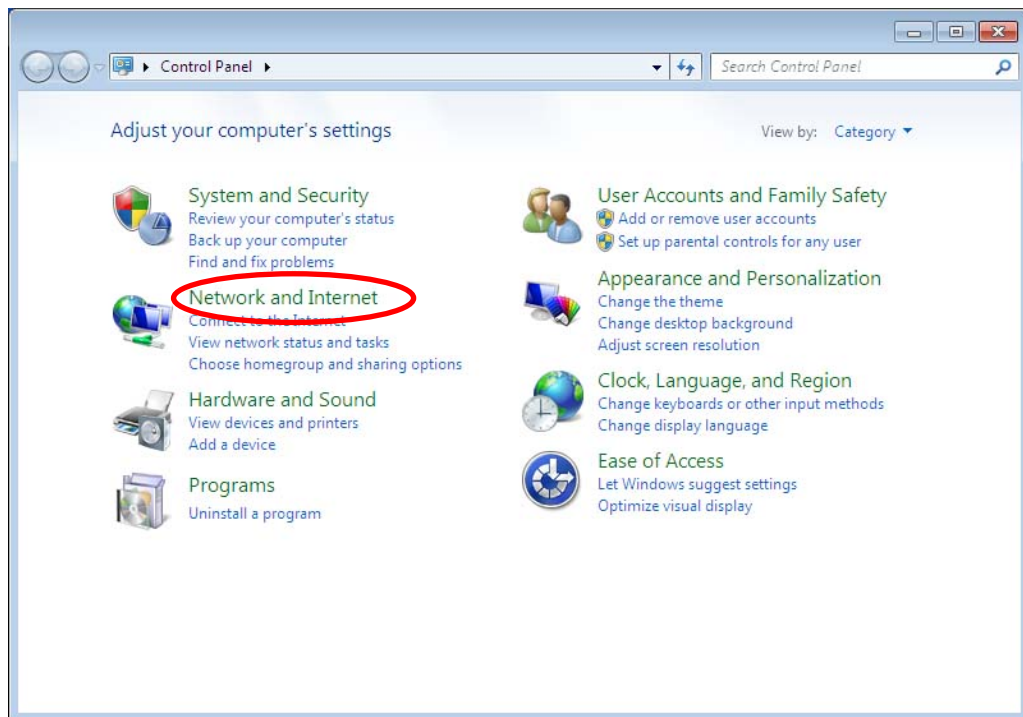 Control Panel
Search Control Panel
Adjust your computer's settings
View by: Category
System and Security
Review your computer's status
Back up your computer
Find and fix problems
Network and Internet
Connect to the Internet
View network status and tasks
Choose homegroup and sharing options
Hardware and Sound
View devices and printers
Add a device
Programs
Uninstall a program
User Accounts and Family Safety
Add or remove user accounts
Set up parental controls for any user
Appearance and Personalization
Change the theme
Change desktop background
Adjust screen resolution
Clock, Language, and Region
Change keyboards or other input methods
Change display language
Ease of Access
Let Windows suggest settings
Optimize visual display